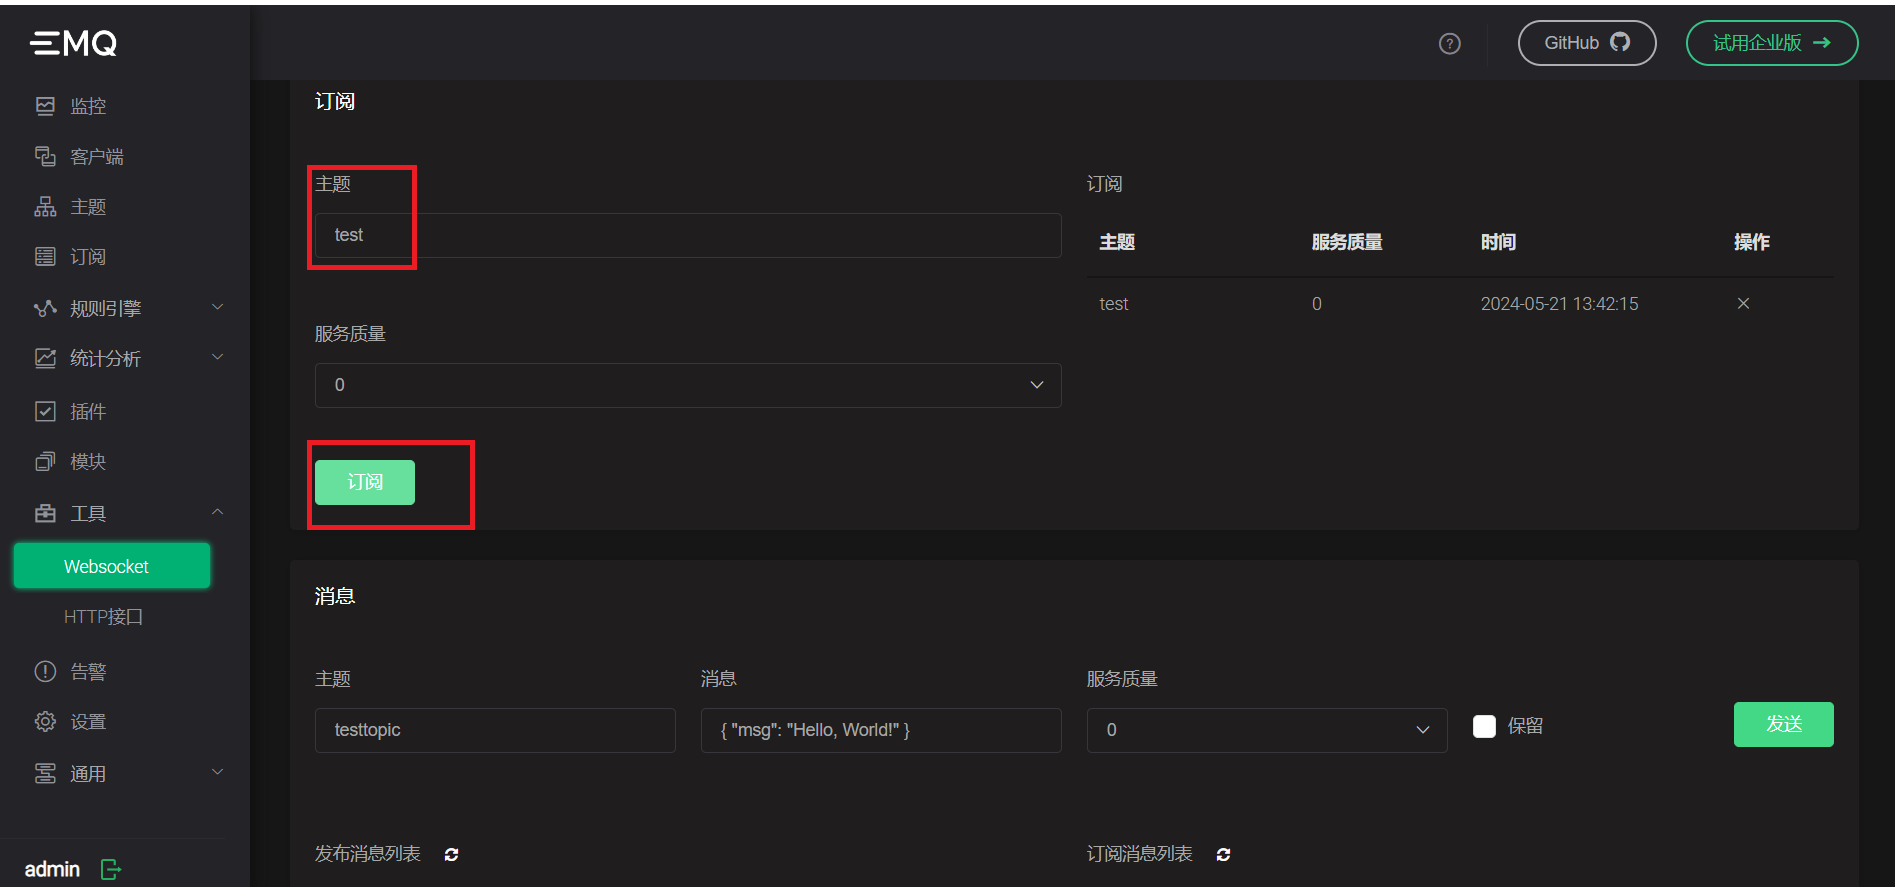 EMQ
GitHub
试用企业版
监控
客户端
主题
订阅
规则引擎
统计分析
插件
模块
工具
Websocket
HTTP接口
告警
设置
通用
admin
订阅
主题
test
服务质量
0
订阅
订阅
主题 服务质量 时间 操作
test 0 2024-05-21 13:42:15
消息
主题 消息 服务质量
testtopic { "msg": "Hello, World!" } 0 保留 发送
发布消息列表 订阅消息列表